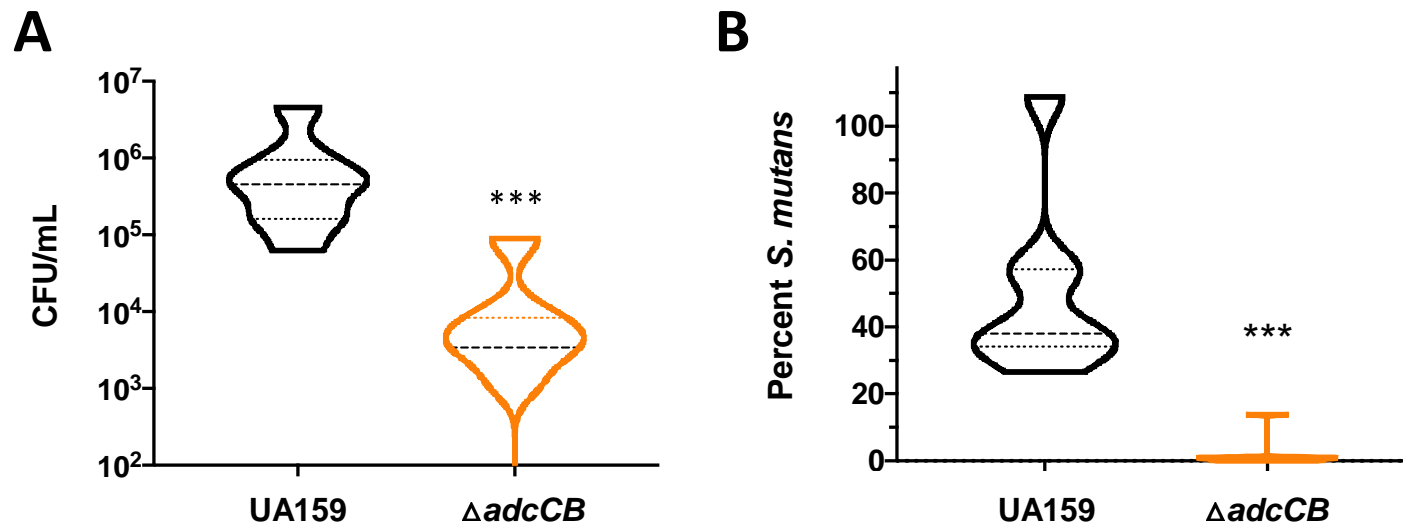 A
CFU/mL
10⁷
10⁶
10⁵
10⁴
10³
10²
***
UA159
ΔadcCB
B
Percent S. mutans
100
80
60
40
20
0
***
UA159
ΔadcCB